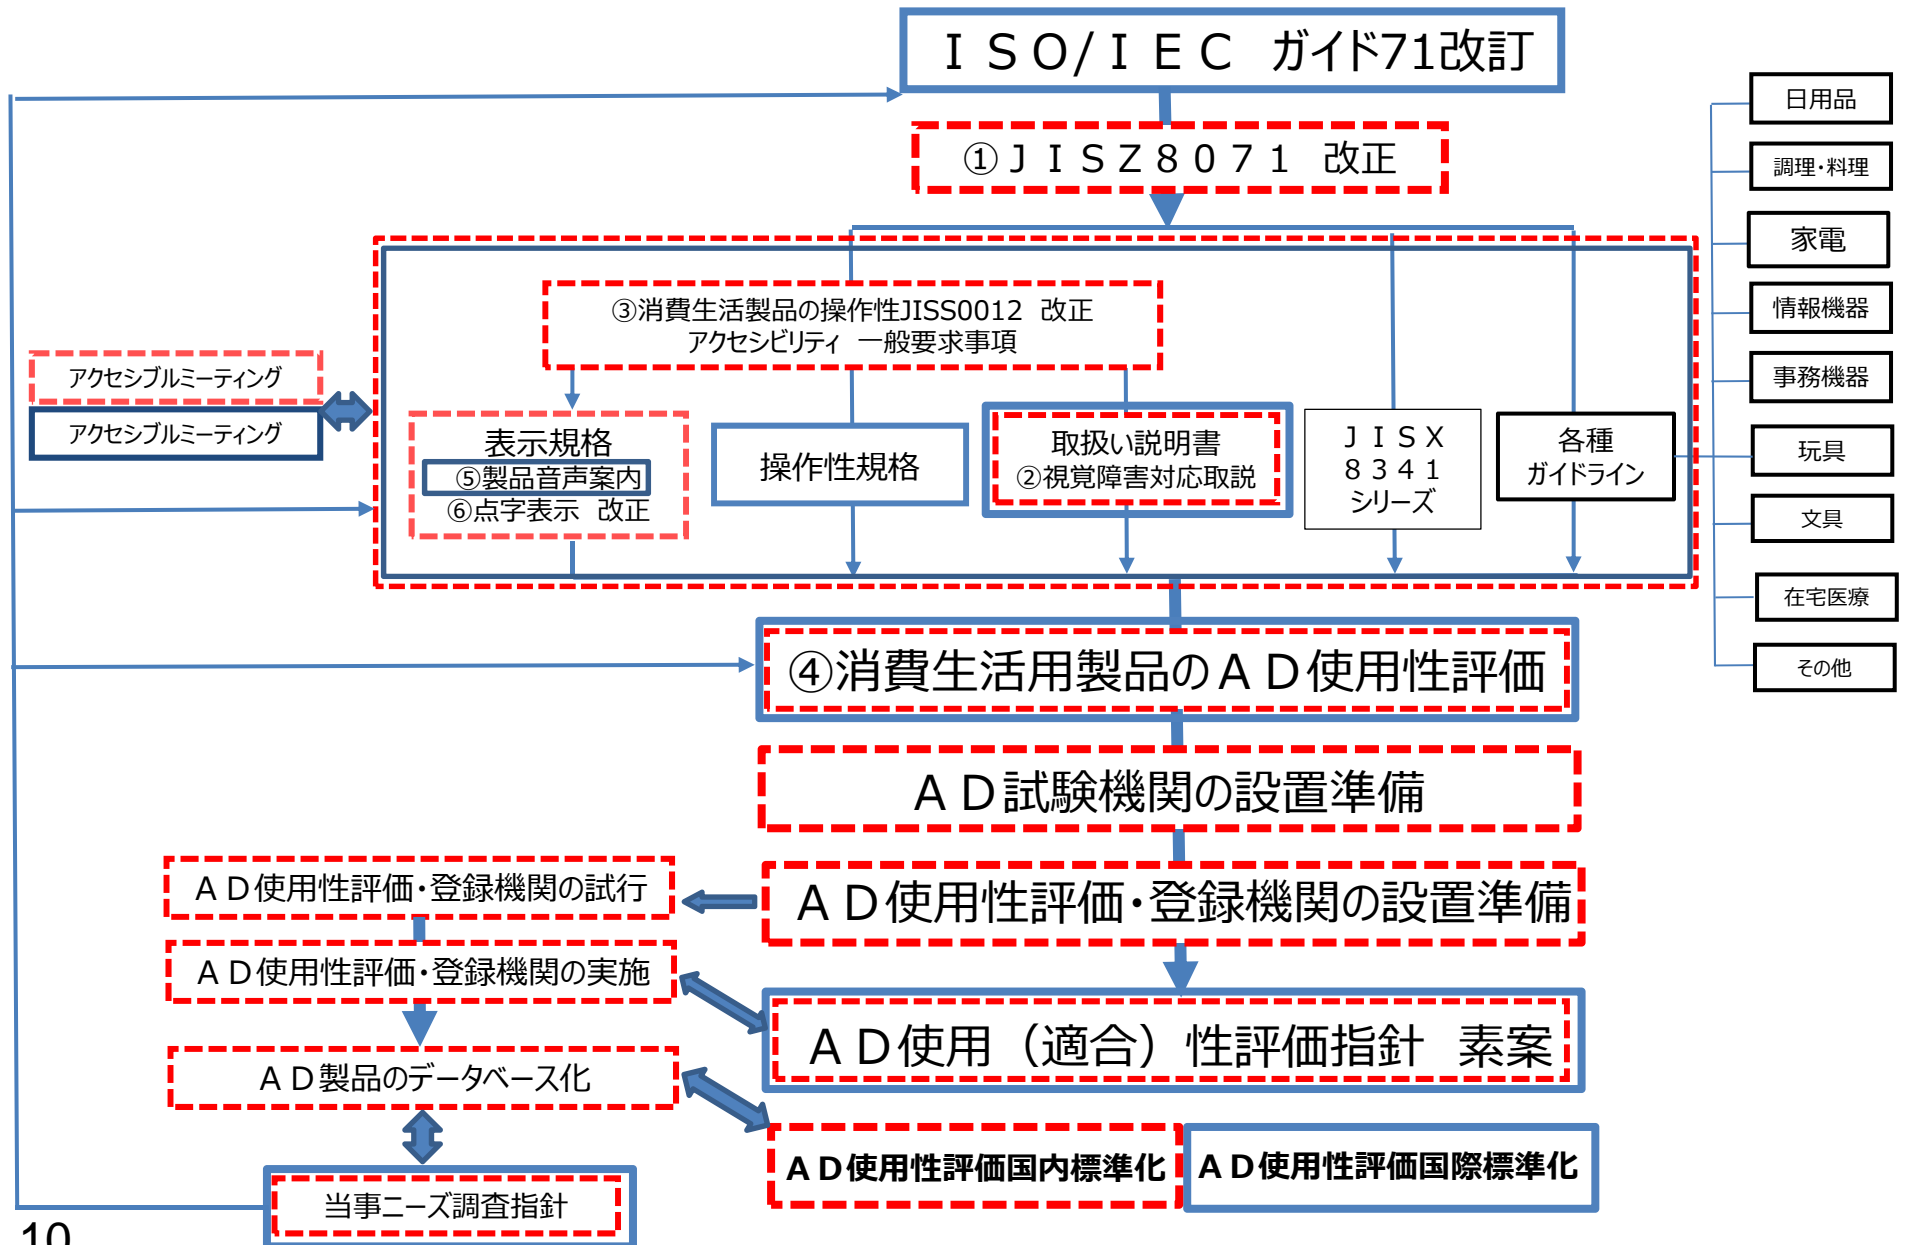 ＩＳＯ/ＩＥＣ　ガイド71改訂
①ＪＩＳＺ８０７１　改正
③消費生活製品の操作性JISS0012　改正
アクセシビリティ　一般要求事項
アクセシブルミーティング
アクセシブルミーティング
表示規格
⑤製品音声案内
⑥点字表示　改正
操作性規格
取扱い説明書
②視覚障害対応取説
ＪＩＳＸ
８３４１
シリーズ
各種
ガイドライン
日用品
調理・料理
家電
情報機器
事務機器
玩具
文具
在宅医療
その他
④消費生活用製品のＡＤ使用性評価
ＡＤ試験機関の設置準備
ＡＤ使用性評価・登録機関の設置準備
ＡＤ使用性評価・登録機関の試行
ＡＤ使用性評価・登録機関の実施
ＡＤ使用（適合）性評価指針　素案
ＡＤ製品のデータベース化
ＡＤ使用性評価国内標準化
ＡＤ使用性評価国際標準化
当事ニーズ調査指針
10